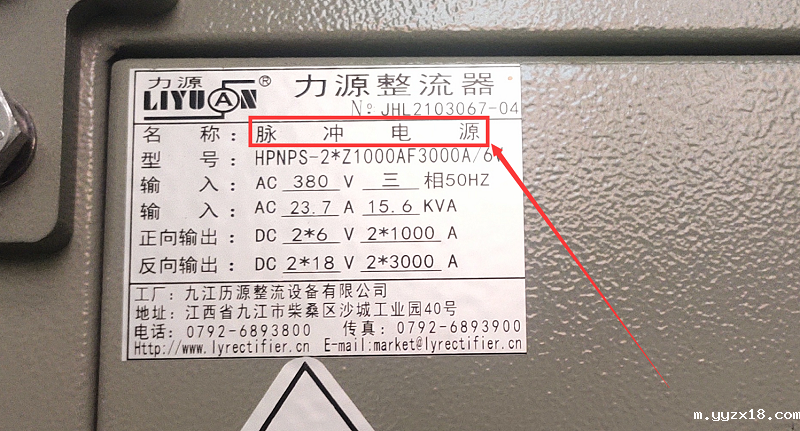 力源 LIYUAN® 力源整流器
№: JHL2103067-04
名称: 脉冲电源
型号: HPNPS-2*Z1000AF3000A/6V
输入: AC 380 V 三 相50HZ
输入: AC 23.7 A 15.6 KVA
正向输出: DC 2*6 V 2*1000 A
反向输出: DC 2*18 V 2*3000 A
工厂: 九江历源整流设备有限公司
地址: 江西省九江市柴桑区沙城工业园40号
电话: 0792-6893800 传真: 0792-6893900
Http://www.lyrectifier.cn E-mail:market@lyrectifier.cn
m.yyzx18.com